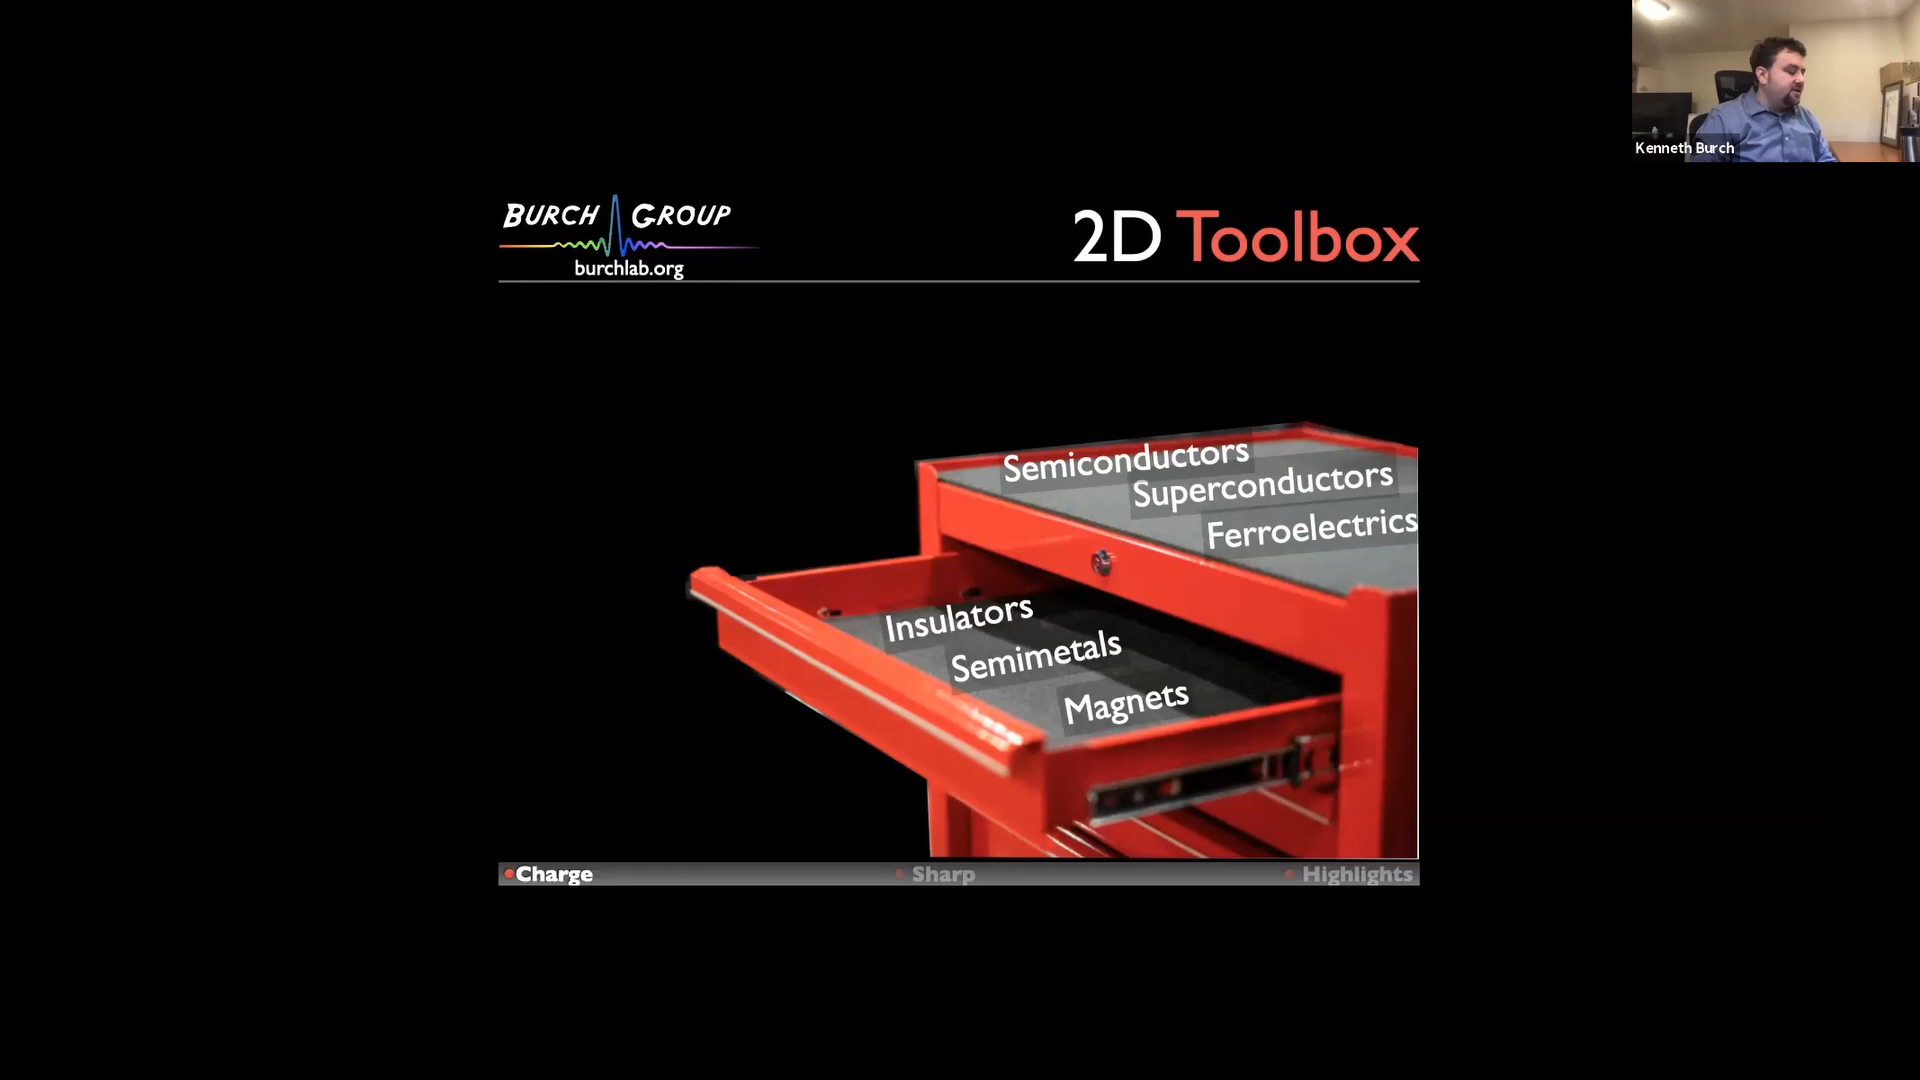 Kenneth Burch
BURCH GROUP
burchlab.org
2D Toolbox
Semiconductors
Superconductors
Ferroelectrics
Insulators
Semimetals
Magnets
Charge
Sharp
Highlights